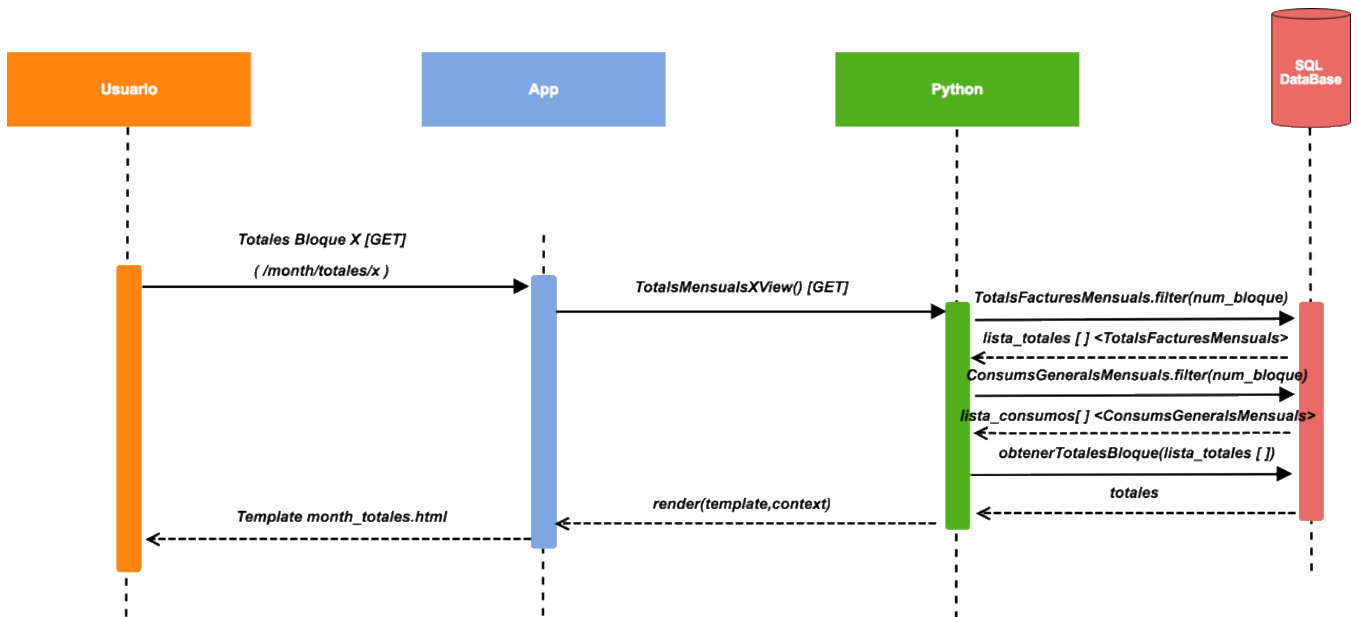 Usuario
App
Python
SQL
DataBase
Totales Bloque X [GET]
( /month/totales/x )
TotalsMensualsXView() [GET]
TotalsFacturesMensuals.filter(num_bloque)
lista_totales [ ] <TotalsFacturesMensuals>
ConsumsGeneralsMensuals.filter(num_bloque)
lista_consumos[ ] <ConsumsGeneralsMensuals>
obtenerTotalesBloque(lista_totales [ ])
totales
render(template,context)
Template month_totales.html